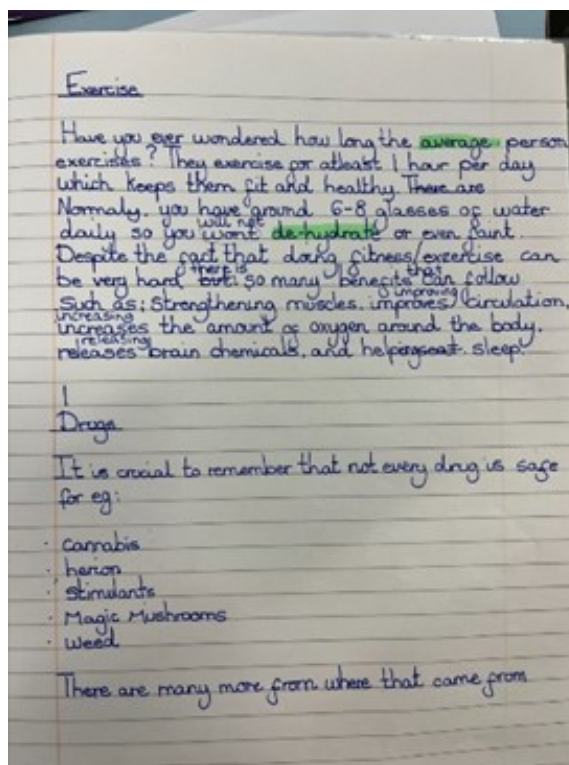 Exercise
Have you ever wondered how long the average person
exercises? They exercise for atleast 1 hour per day
which keeps them fit and healthy. There are
Normaly, you have around 6-8 glasses of water
will not
daily so you wont de-hydrate or even faint.
Despite the fact that doing fitness/exercise can
there is that
be very hard but so many benefits can follow
improving
such as; strengthening muscles, improves circulation,
increasing
increases the amount of oxygen around the body,
releasing
releases brain chemicals, and help sleep.
Drugs
It is crucial to remember that not every drug is safe
for eg:
· cannabis
· heroin
· stimulants
· Magic Mushrooms
· weed
There are many more from where that came from